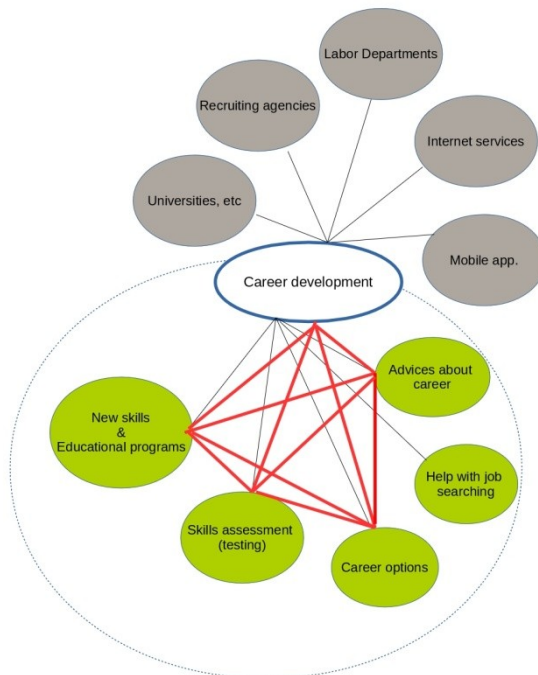 Labor Departments
Recruiting agencies
Internet services
Universities, etc
Mobile app.
Career development
Advices about
career
New skills
&
Educational programs
Help with job
searching
Skills assessment
(testing)
Career options